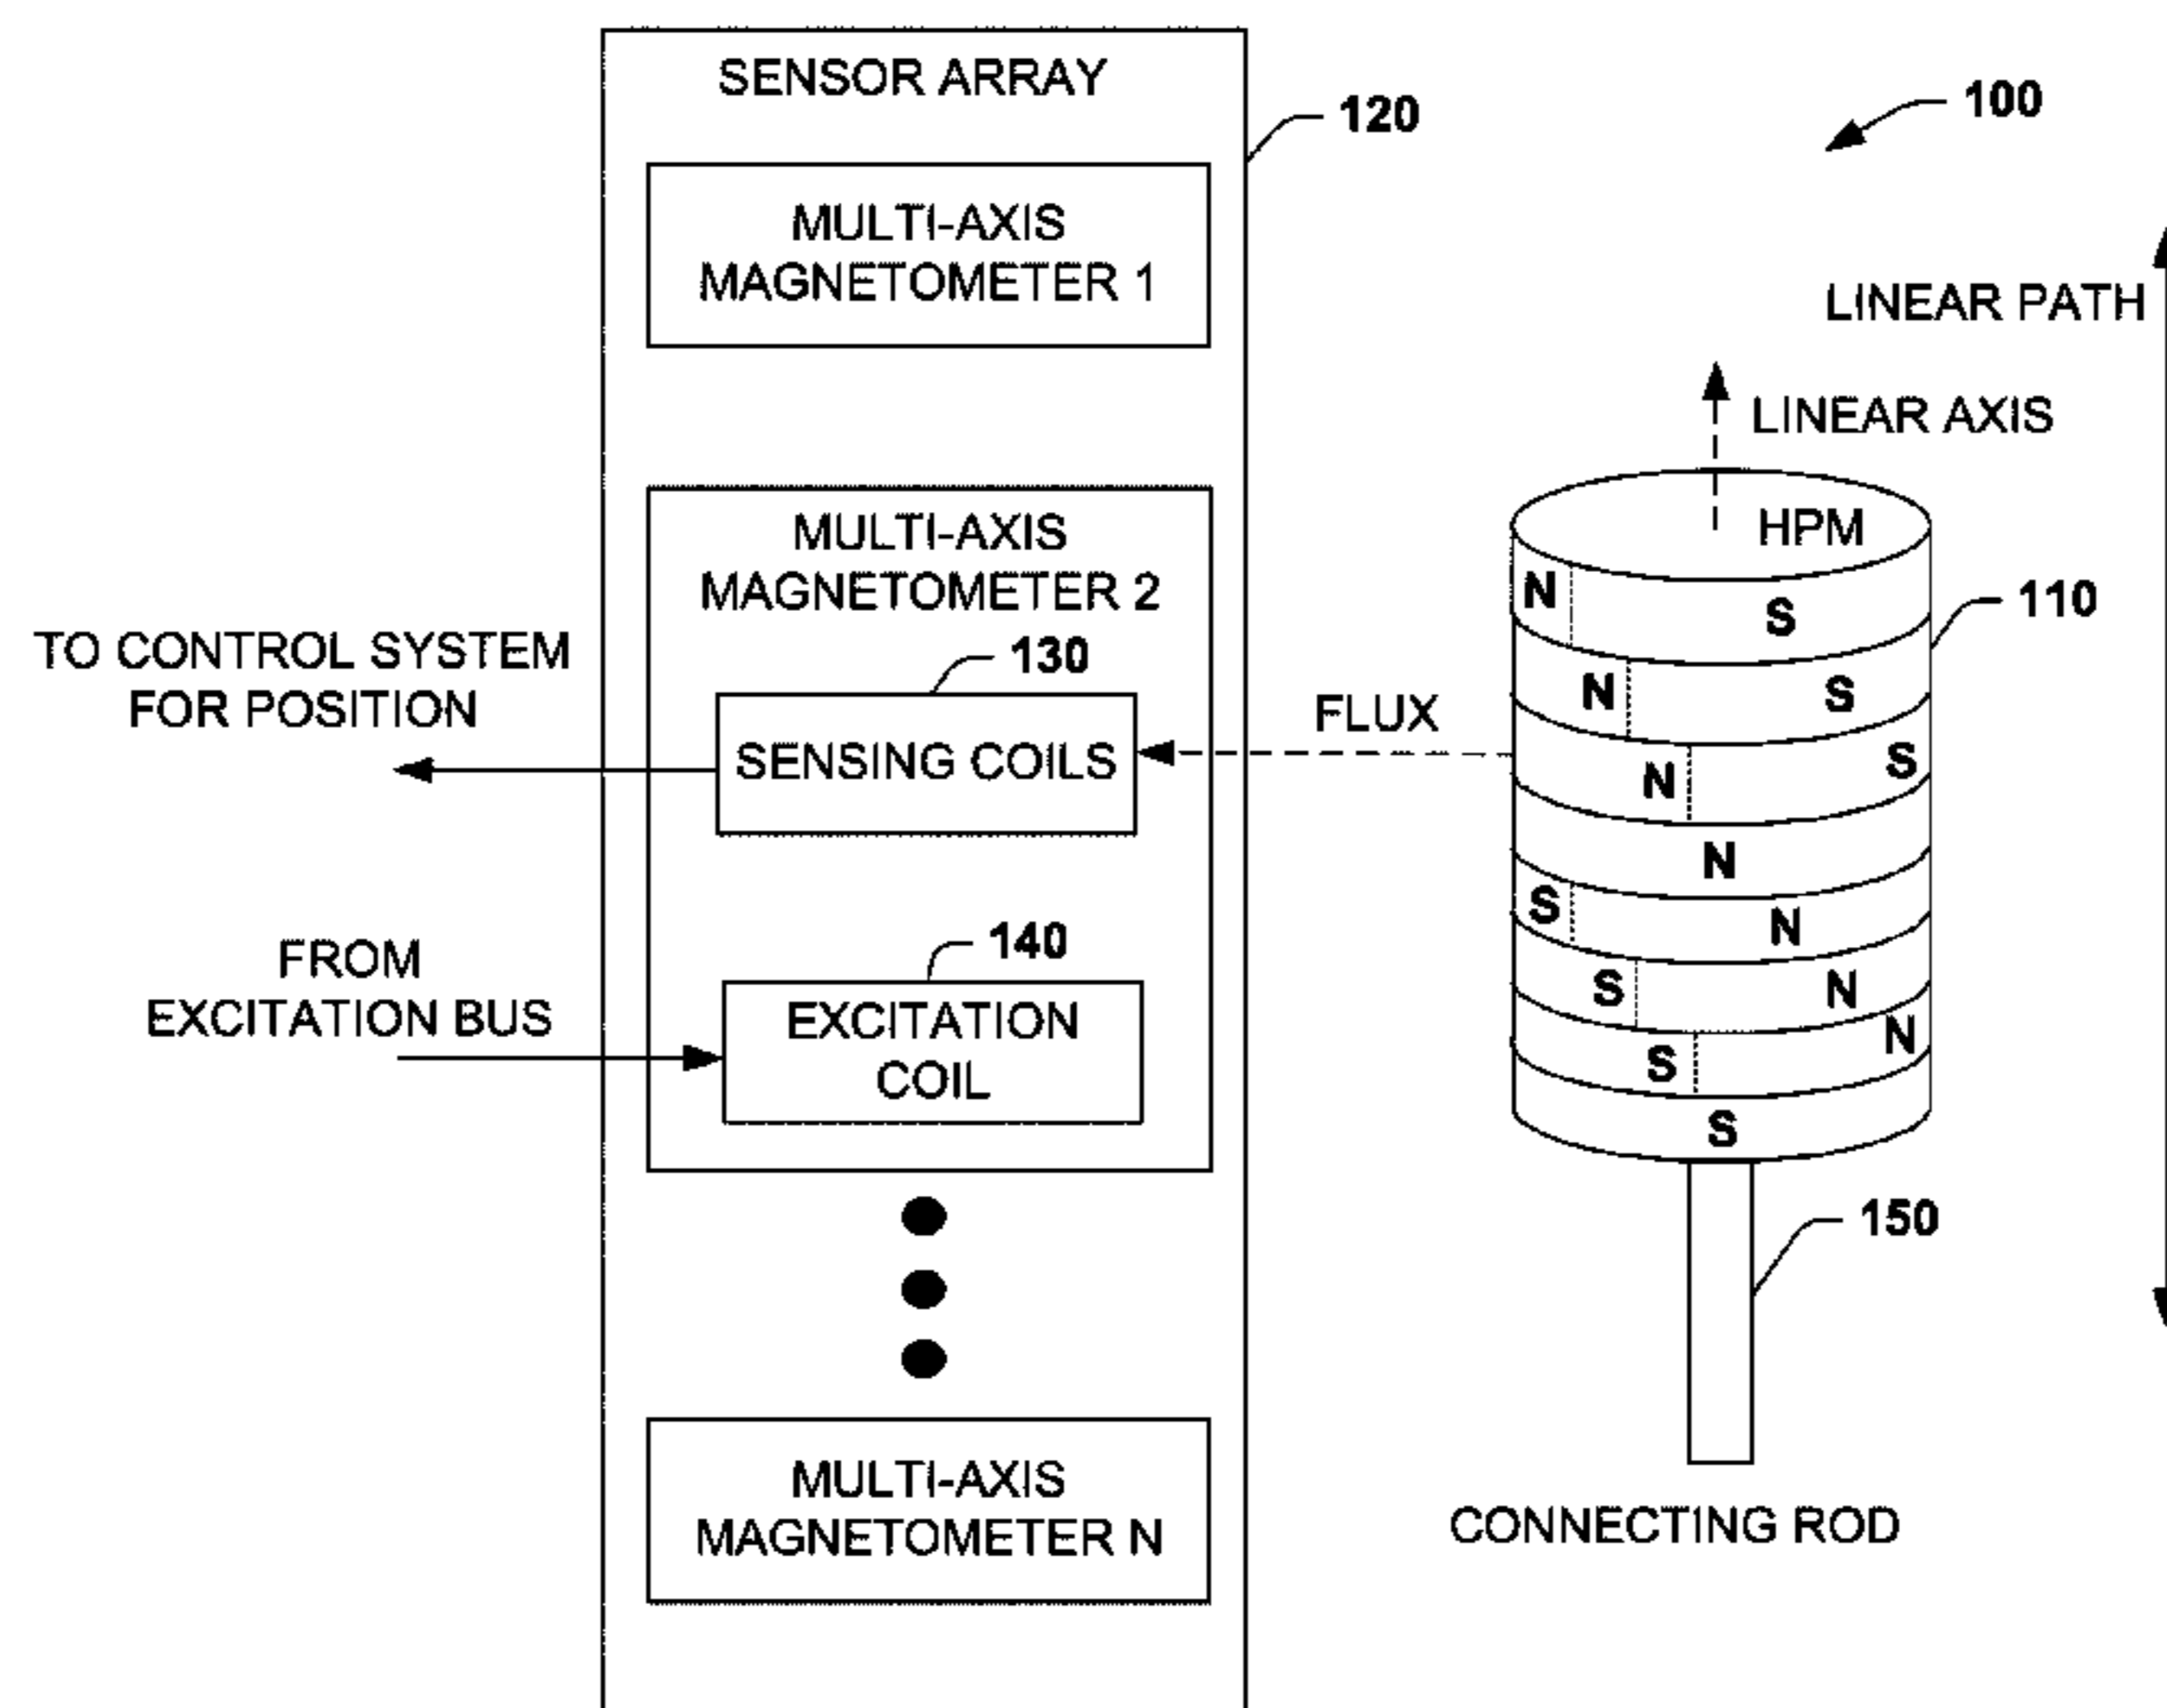 SENSOR ARRAY
120
100
MULTI-AXIS
MAGNETOMETER 1
LINEAR PATH
LINEAR AXIS
MULTI-AXIS
MAGNETOMETER 2
HPM
N S
110
TO CONTROL SYSTEM
FOR POSITION
130
SENSING COILS
FLUX
N S
N S
N
S N
S N
S N
S
FROM
EXCITATION BUS
140
EXCITATION
COIL
150
MULTI-AXIS
MAGNETOMETER N
CONNECTING ROD